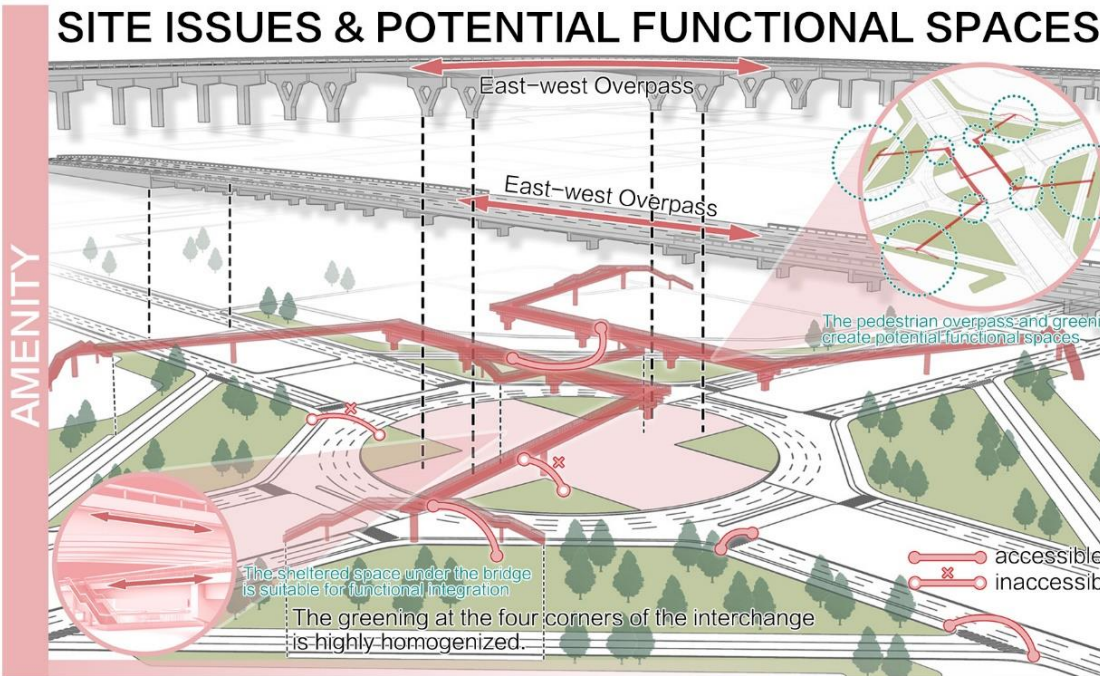 SITE ISSUES & POTENTIAL FUNCTIONAL SPACES
AMENITY
East-west Overpass
East-west Overpass
The pedestrian overpass and greeni
create potential functional spaces
accessible
inaccessib
The sheltered space under the bridge
is suitable for functional integration
The greening at the four corners of the interchange
is highly homogenized.